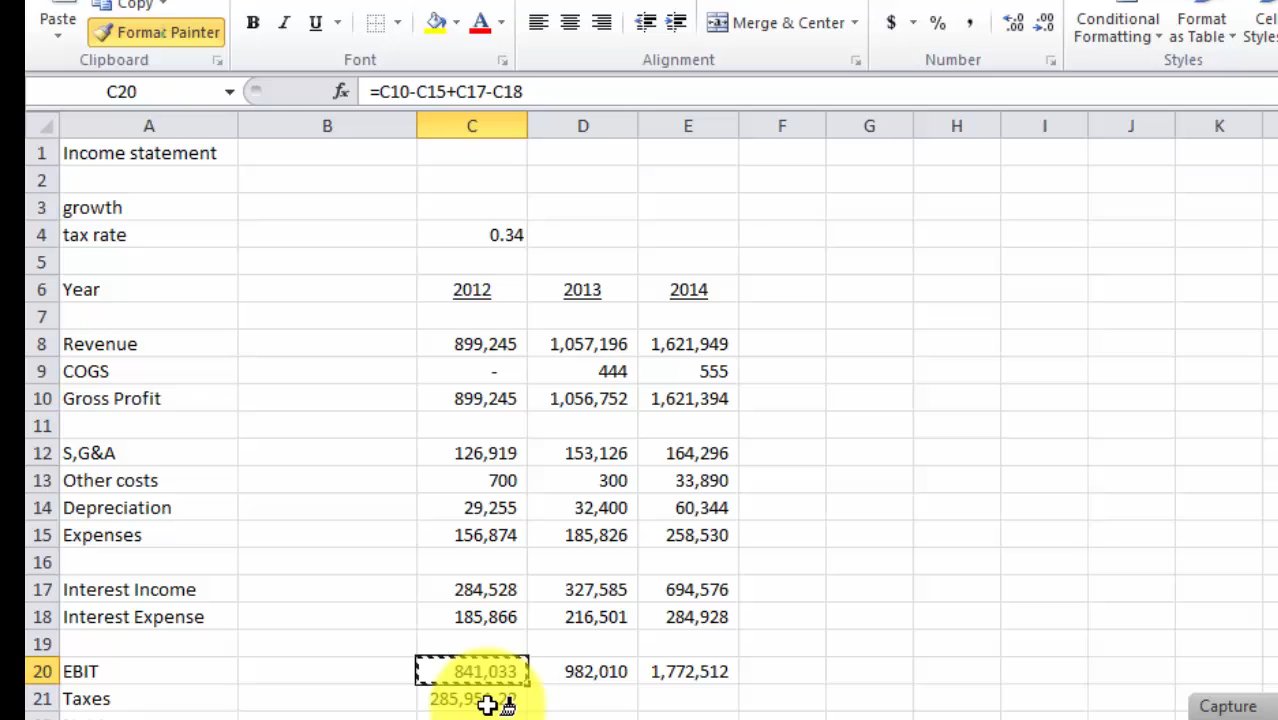 Copy
Paste
Format Painter
Clipboard
B I U
A
Font
Merge & Center
Alignment
$ % ,
.0 .00
.00 .0
Number
Conditional Formatting
Format as Table
Styles
C20 fx =C10-C15+C17-C18
A B C D E F G H I J K
1 Income statement
2
3 growth
4 tax rate 0.34
5
6 Year 2012 2013 2014
7
8 Revenue 899,245 1,057,196 1,621,949
9 COGS - 444 555
10 Gross Profit 899,245 1,056,752 1,621,394
11
12 S,G&A 126,919 153,126 164,296
13 Other costs 700 300 33,890
14 Depreciation 29,255 32,400 60,344
15 Expenses 156,874 185,826 258,530
16
17 Interest Income 284,528 327,585 694,576
18 Interest Expense 185,866 216,501 284,928
19
20 EBIT 841,033 982,010 1,772,512
21 Taxes
Capture